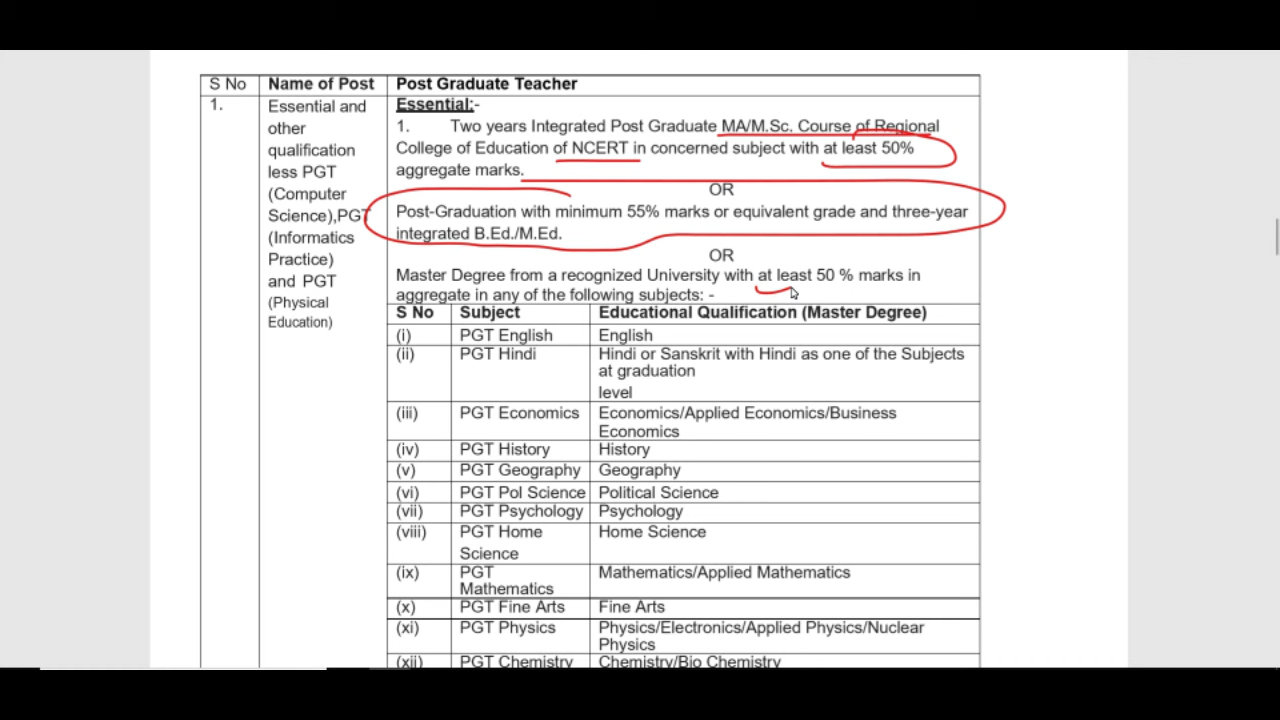 S No Name of Post Post Graduate Teacher
1. Essential and other qualification less PGT (Computer Science),PGT (Informatics Practice) and PGT (Physical Education)
Essential:-
1. Two years Integrated Post Graduate MA/M.Sc. Course of Regional
College of Education of NCERT in concerned subject with at least 50%
aggregate marks.
OR
Post-Graduation with minimum 55% marks or equivalent grade and three-year
integrated B.Ed./M.Ed.
OR
Master Degree from a recognized University with at least 50 % marks in
aggregate in any of the following subjects: -
S No Subject Educational Qualification (Master Degree)
(i) PGT English English
(ii) PGT Hindi Hindi or Sanskrit with Hindi as one of the Subjects
at graduation
level
(iii) PGT Economics Economics/Applied Economics/Business
Economics
(iv) PGT History History
(v) PGT Geography Geography
(vi) PGT Pol Science Political Science
(vii) PGT Psychology Psychology
(viii) PGT Home Home Science
Science
(ix) PGT Mathematics/Applied Mathematics
Mathematics
(x) PGT Fine Arts Fine Arts
(xi) PGT Physics Physics/Electronics/Applied Physics/Nuclear
Physics
(xii) PGT Chemistry Chemistry/Bio Chemistry